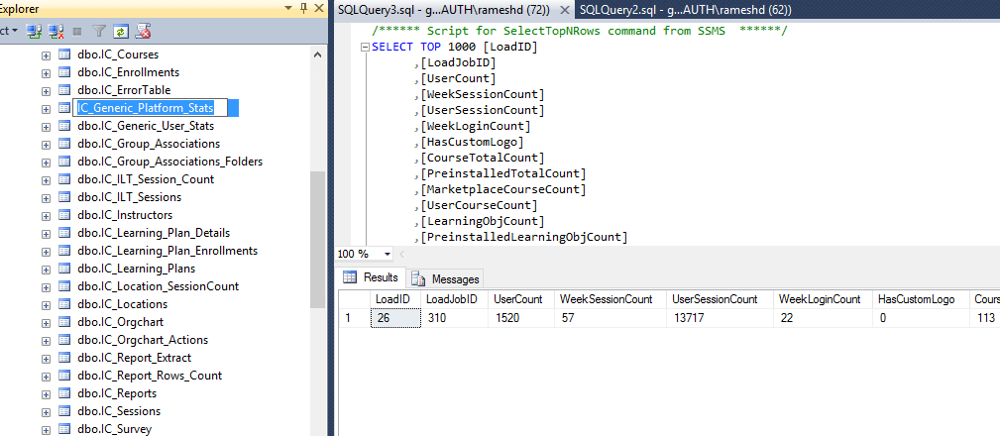 Explorer
SQLQuery3.sql - g...AUTH\rameshd (72))
SQLQuery2.sql - g...AUTH\rameshd (62))
dbo.IC_Courses
dbo.IC_Enrollments
dbo.IC_ErrorTable
IC_Generic_Platform_Stats
dbo.IC_Generic_User_Stats
dbo.IC_Group_Associations
dbo.IC_Group_Associations_Folders
dbo.IC_ILT_Session_Count
dbo.IC_ILT_Sessions
dbo.IC_Instructors
dbo.IC_Learning_Plan_Details
dbo.IC_Learning_Plan_Enrollments
dbo.IC_Learning_Plans
dbo.IC_Location_SessionCount
dbo.IC_Locations
dbo.IC_Orgchart
dbo.IC_Orgchart_Actions
dbo.IC_Report_Extract
dbo.IC_Report_Rows_Count
dbo.IC_Reports
dbo.IC_Sessions
dbo.IC_Survey
/****** Script for SelectTopNRows command from SSMS ******/
SELECT TOP 1000 [LoadID]
,[LoadJobID]
,[UserCount]
,[WeekSessionCount]
,[UserSessionCount]
,[WeekLoginCount]
,[HasCustomLogo]
,[CourseTotalCount]
,[PreinstalledTotalCount]
,[MarketplaceCourseCount]
,[UserCourseCount]
,[LearningObjCount]
,[PreinstalledLearningObjCount]
100 %
Results Messages
LoadID LoadJobID UserCount WeekSessionCount UserSessionCount WeekLoginCount HasCustomLogo Cours
1 26 310 1520 57 13717 22 0 113